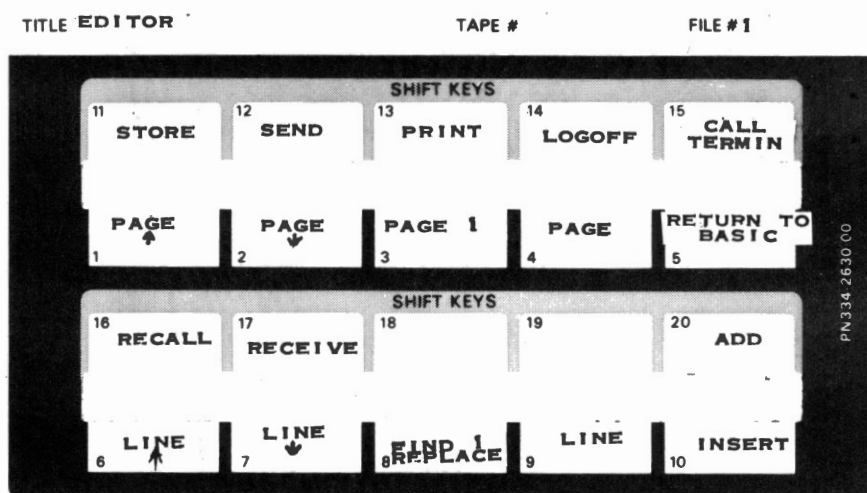 TITLE EDITOR TAPE # FILE # 1
SHIFT KEYS
11 12 13 14 15
STORE SEND PRINT LOGOFF CALL TERMIN
PAGE ↑ PAGE ↓ PAGE 1 PAGE RETURN TO BASIC
1 2 3 4 5
SHIFT KEYS
16 17 18 19 20
RECALL RECEIVE ADD
LINE ↑ LINE ↓ FIND 1 REPLACE LINE INSERT
6 7 8 9 10
PN334-2630-00